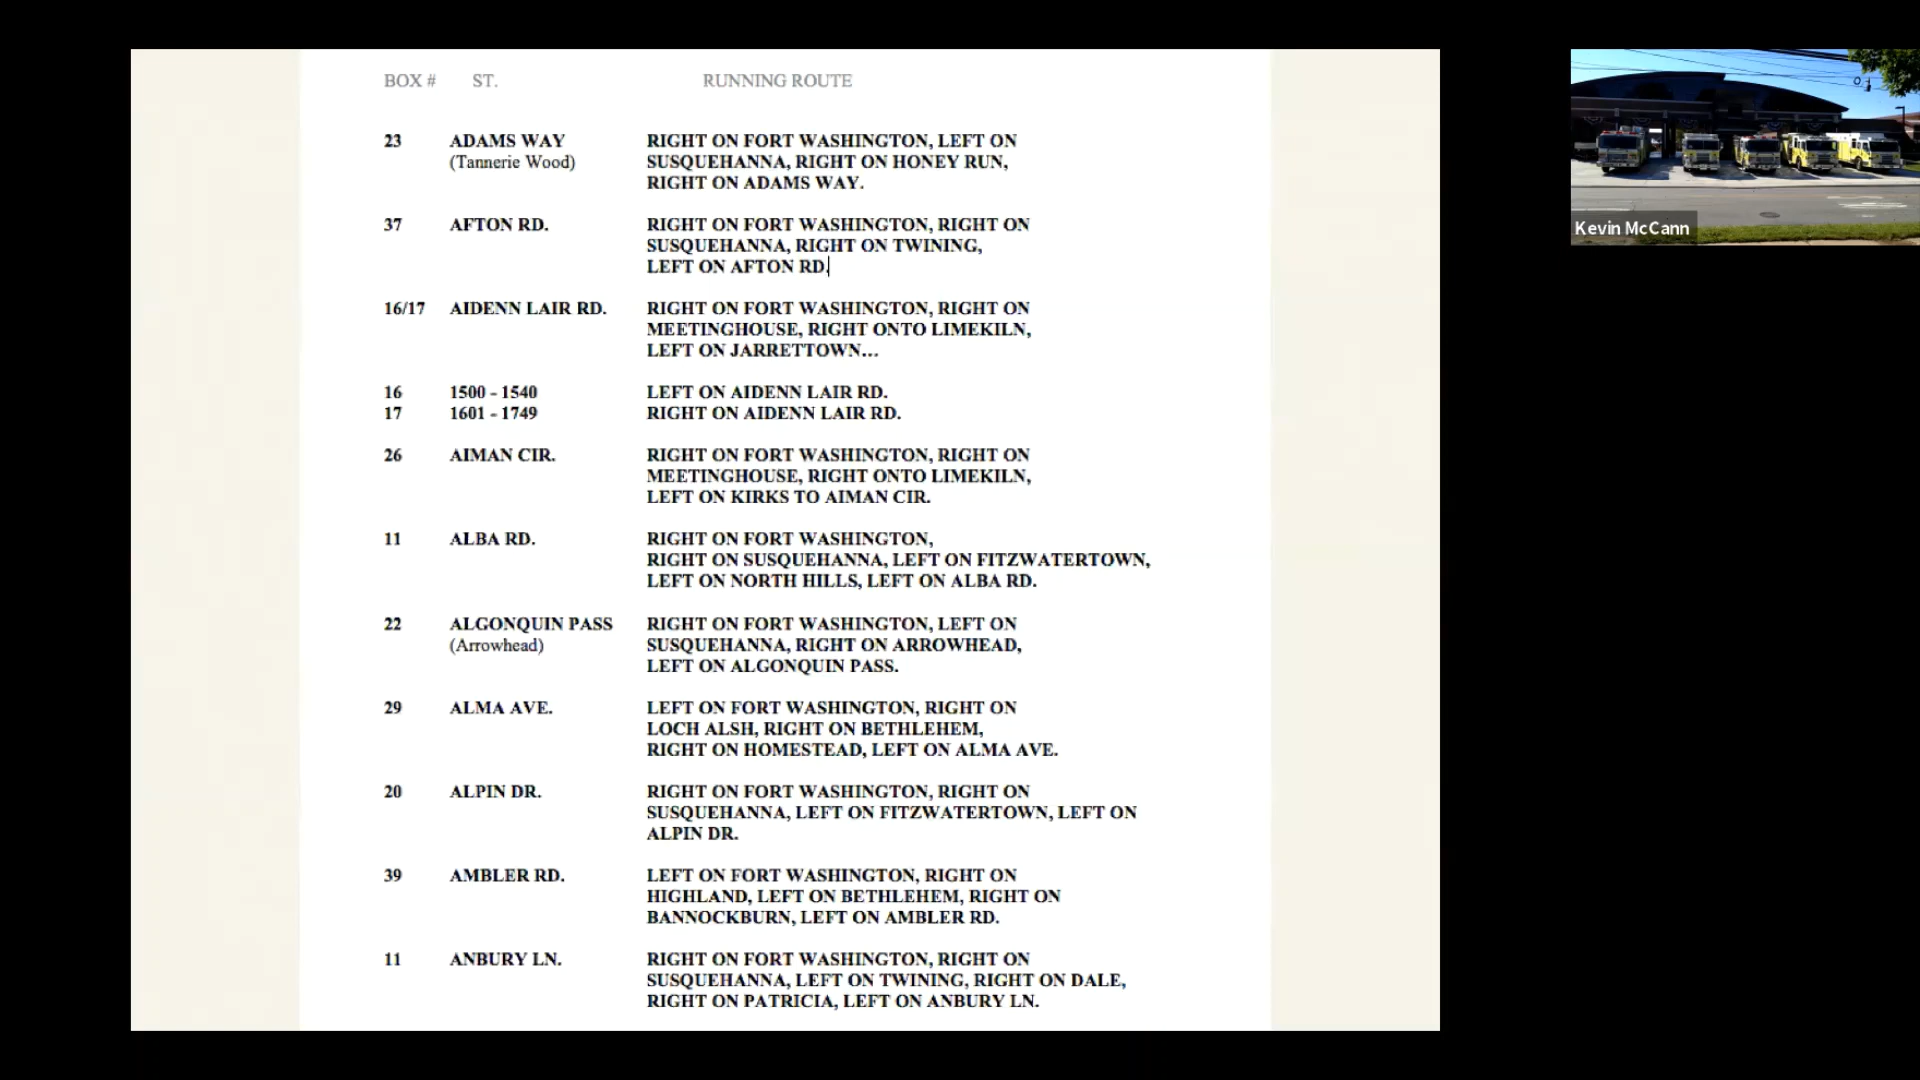 BOX # ST. RUNNING ROUTE
23 ADAMS WAY RIGHT ON FORT WASHINGTON, LEFT ON
(Tannerie Wood) SUSQUEHANNA, RIGHT ON HONEY RUN,
RIGHT ON ADAMS WAY.
37 AFTON RD. RIGHT ON FORT WASHINGTON, RIGHT ON
SUSQUEHANNA, RIGHT ON TWINING,
LEFT ON AFTON RD.
16/17 AIDENN LAIR RD. RIGHT ON FORT WASHINGTON, RIGHT ON
MEETINGHOUSE, RIGHT ONTO LIMEKILN,
LEFT ON JARRETTOWN…
16 1500 - 1540 LEFT ON AIDENN LAIR RD.
17 1601 - 1749 RIGHT ON AIDENN LAIR RD.
26 AIMAN CIR. RIGHT ON FORT WASHINGTON, RIGHT ON
MEETINGHOUSE, RIGHT ONTO LIMEKILN,
LEFT ON KIRKS TO AIMAN CIR.
11 ALBA RD. RIGHT ON FORT WASHINGTON,
RIGHT ON SUSQUEHANNA, LEFT ON FITZWATERTOWN,
LEFT ON NORTH HILLS, LEFT ON ALBA RD.
22 ALGONQUIN PASS RIGHT ON FORT WASHINGTON, LEFT ON
(Arrowhead) SUSQUEHANNA, RIGHT ON ARROWHEAD,
LEFT ON ALGONQUIN PASS.
29 ALMA AVE. LEFT ON FORT WASHINGTON, RIGHT ON
LOCH ALSH, RIGHT ON BETHLEHEM,
RIGHT ON HOMESTEAD, LEFT ON ALMA AVE.
20 ALPIN DR. RIGHT ON FORT WASHINGTON, RIGHT ON
SUSQUEHANNA, LEFT ON FITZWATERTOWN, LEFT ON
ALPIN DR.
39 AMBLER RD. LEFT ON FORT WASHINGTON, RIGHT ON
HIGHLAND, LEFT ON BETHLEHEM, RIGHT ON
BANNOCKBURN, LEFT ON AMBLER RD.
11 ANBURY LN. RIGHT ON FORT WASHINGTON, RIGHT ON
SUSQUEHANNA, LEFT ON TWINING, RIGHT ON DALE,
RIGHT ON PATRICIA, LEFT ON ANBURY LN.
Kevin McCann